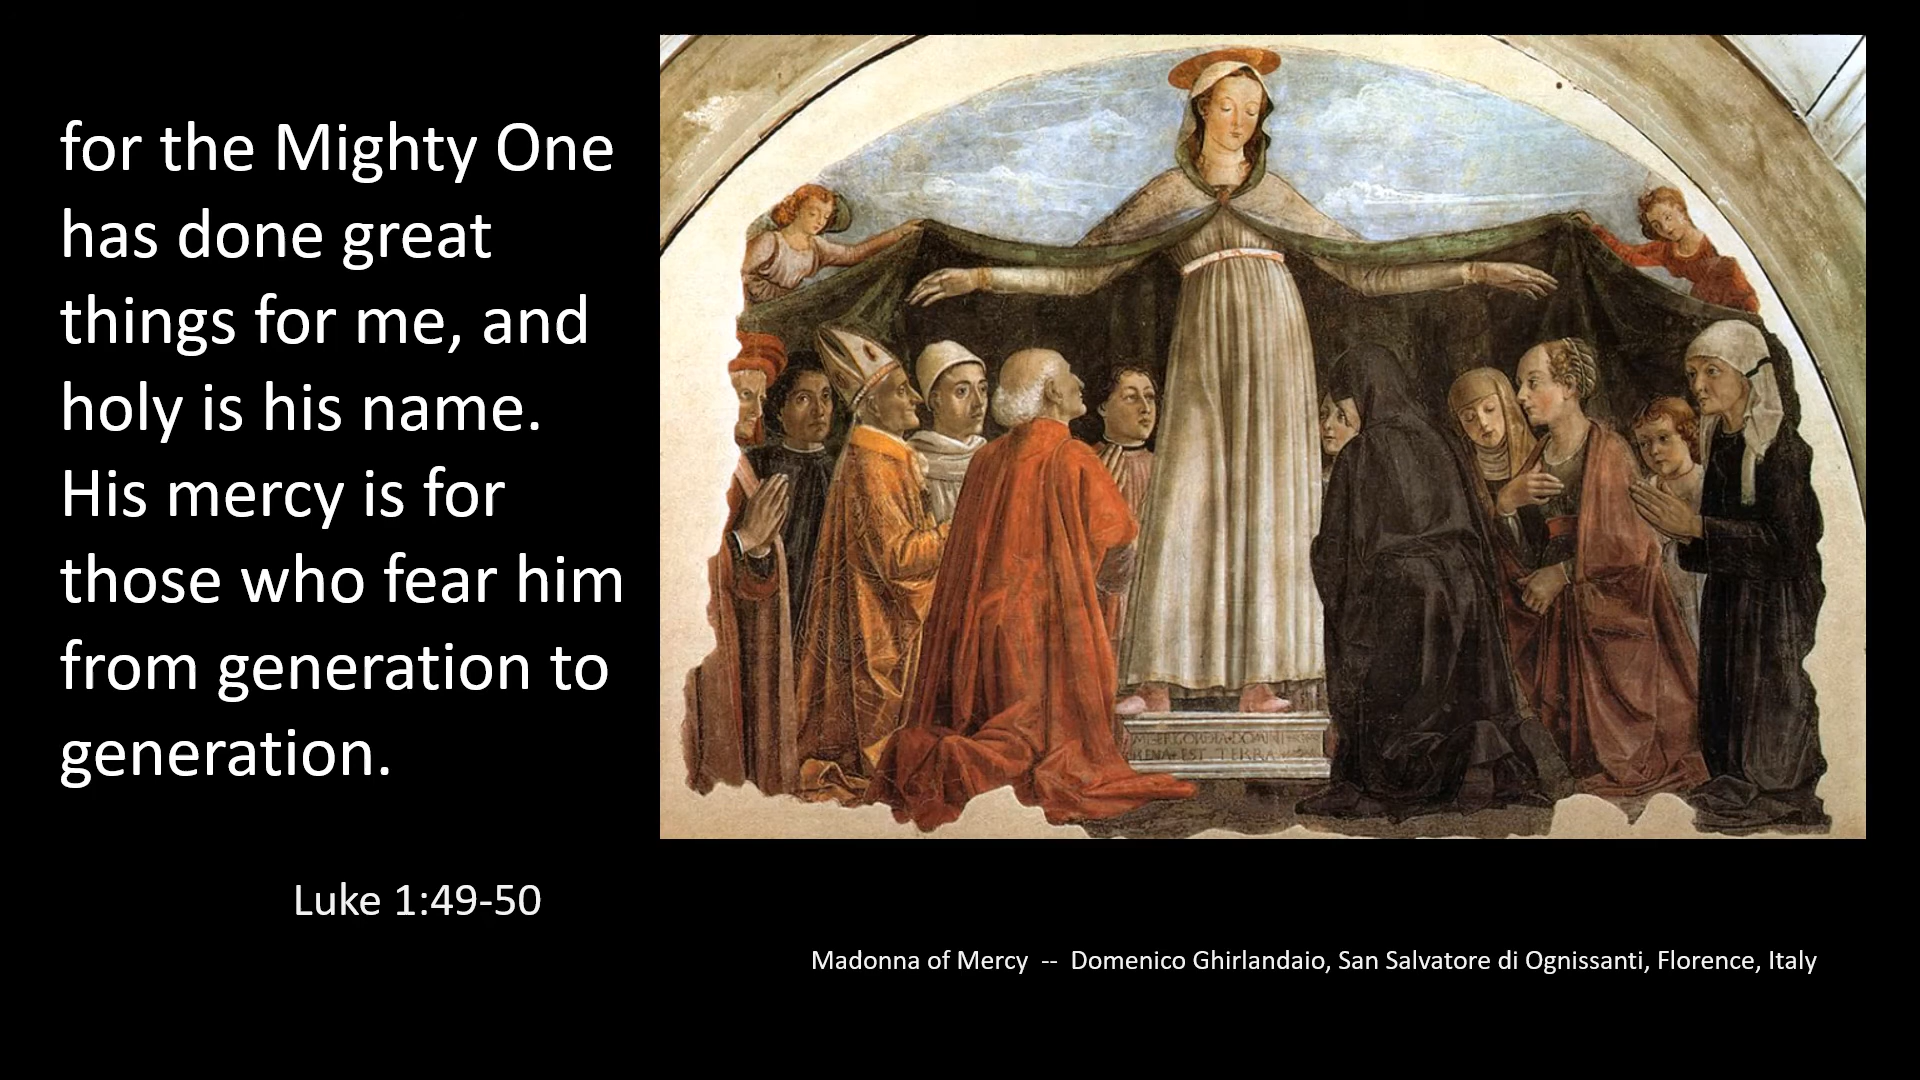 for the Mighty One
has done great
things for me, and
holy is his name.
His mercy is for
those who fear him
from generation to
generation.
Luke 1:49-50
EST TERRA
Madonna of Mercy -- Domenico Ghirlandaio, San Salvatore di Ognissanti, Florence, Italy